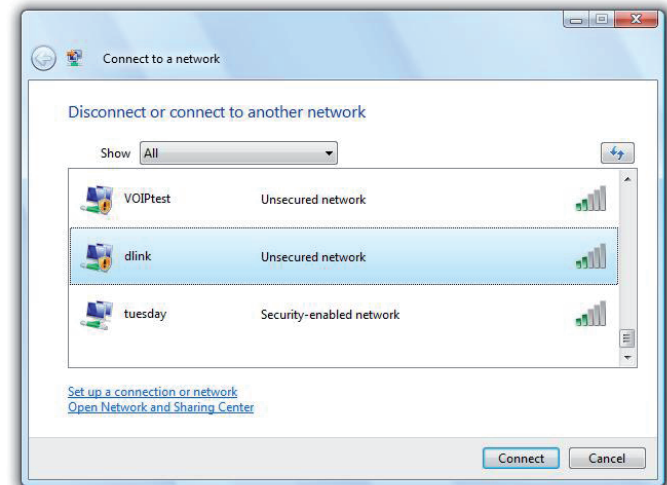 Connect to a network
Disconnect or connect to another network
Show All
VOIPtest Unsecured network
dlink Unsecured network
tuesday Security-enabled network
Set up a connection or network
Open Network and Sharing Center
Connect Cancel